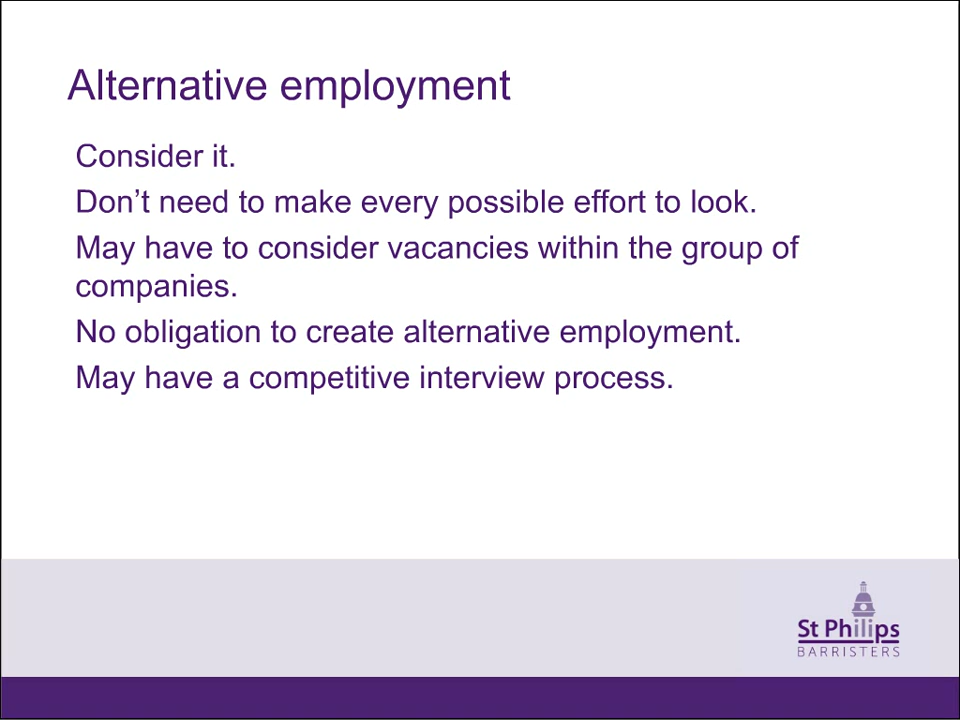 Alternative employment
Consider it.
Don’t need to make every possible effort to look.
May have to consider vacancies within the group of
companies.
No obligation to create alternative employment.
May have a competitive interview process.
St Philips
BARRISTERS